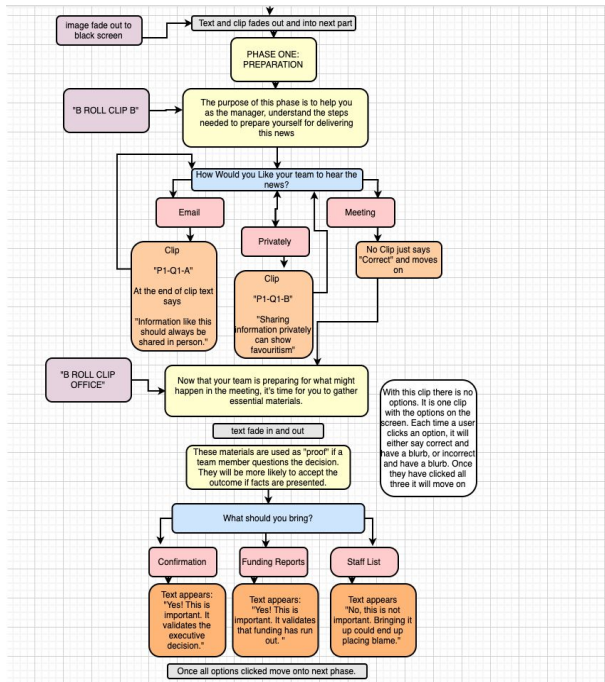 image fade out to
black screen
Text and clip fades out and into next part
PHASE ONE:
PREPARATION
"B ROLL CLIP B"
The purpose of this phase is to help you
as the manager, understand the steps
needed to prepare yourself for delivering
this news
How Would you Like your team to hear the
news?
Email
Privately
Meeting
Clip
"P1-Q1-A"
At the end of clip text
says
"Information like this
should always be
shared in person."
Clip
"P1-Q1-B"
"Sharing
information privately
can show
favouritism"
No Clip just says
"Correct" and moves
on
"B ROLL CLIP
OFFICE"
Now that your team is preparing for what might
happen in the meeting, it's time for you to gather
essential materials.
With this clip there is no
options. It is one clip
with the options on the
screen. Each time a user
clicks an option, it will
either say correct and
have a blurb, or incorrect
and have a blurb. Once
they have clicked all
three it will move on
text fade in and out
These materials are used as "proof" if a
team member questions the decision.
They will be more likely to accept the
outcome if facts are presented.
What should you bring?
Confirmation
Funding Reports
Staff List
Text appears:
"Yes! This is
important. It
validates the
executive
decision."
Text appears:
"Yes! This is
important. It validates
that funding has run
out. "
Text appears
"No, this is not
important. Bringing it
up could end up
placing blame."
Once all options clicked move onto next phase.